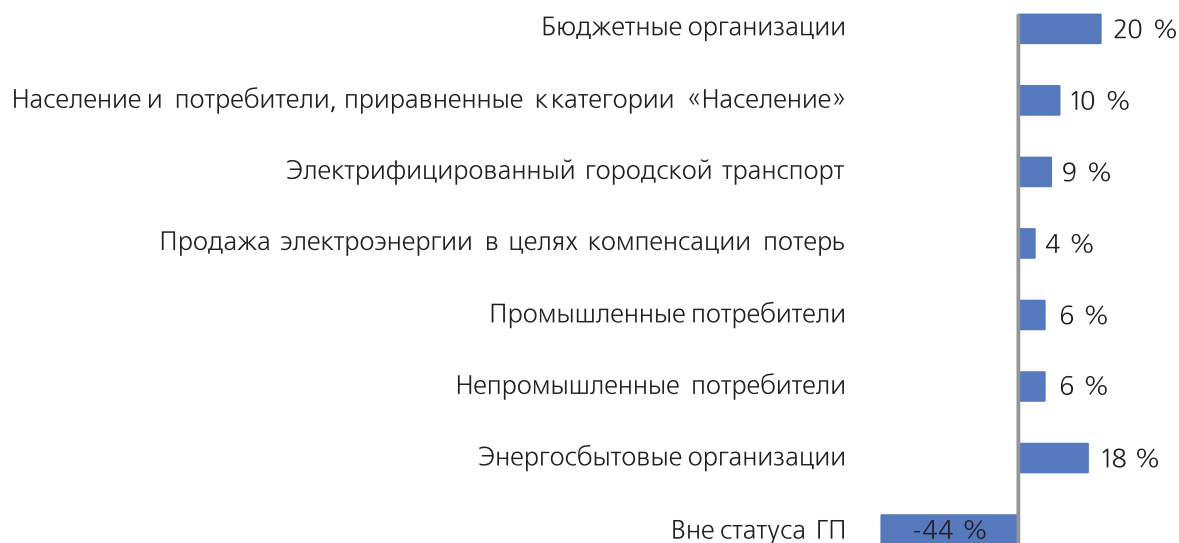 Бюджетные организации 20 %
Население и потребители, приравненные к категории «Население» 10 %
Электрифицированный городской транспорт 9 %
Продажа электроэнергии в целях компенсации потерь 4 %
Промышленные потребители 6 %
Непромышленные потребители 6 %
Энергосбытовые организации 18 %
Вне статуса ГП -44 %